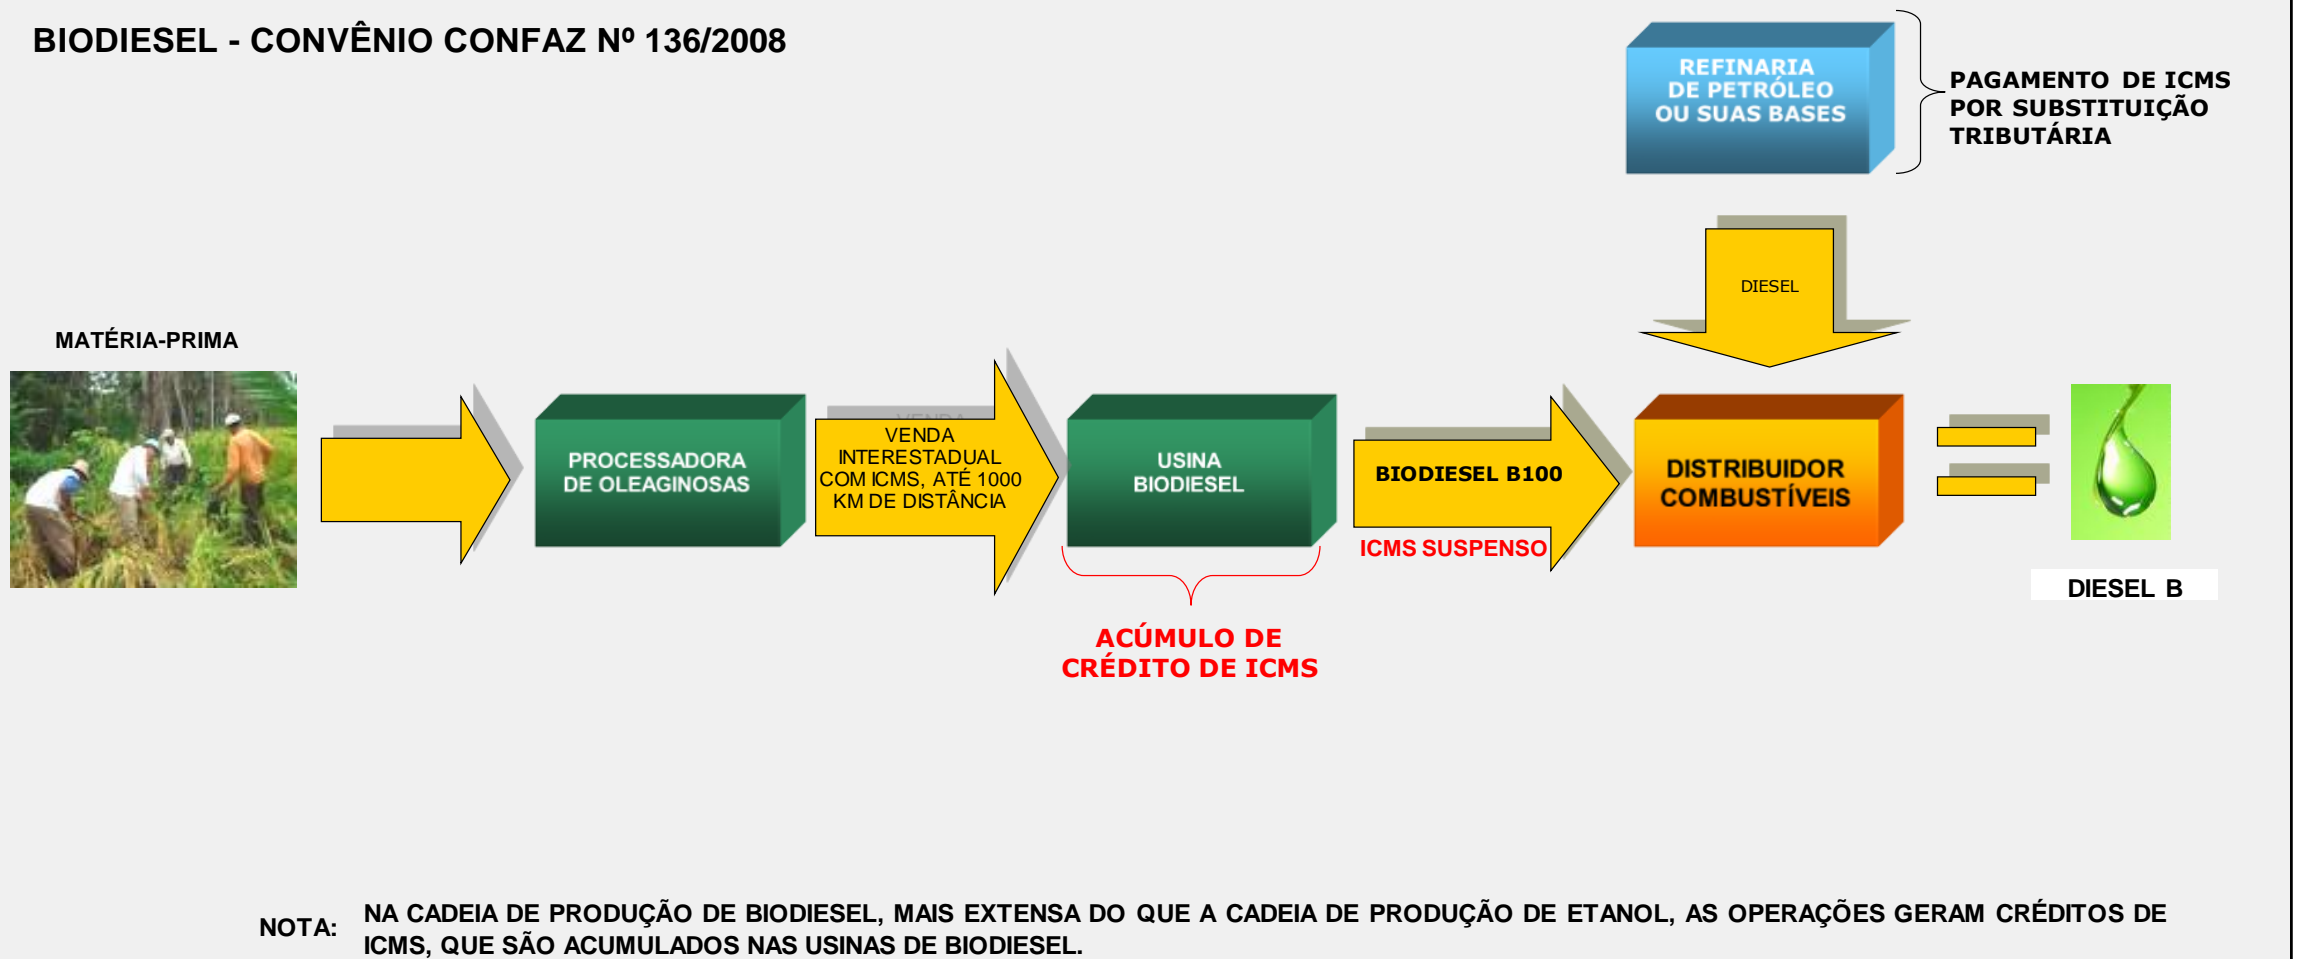 BIODIESEL - CONVÊNIO CONFAZ Nº 136/2008
REFINARIA
DE PETRÓLEO
OU SUAS BASES
PAGAMENTO DE ICMS
POR SUBSTITUIÇÃO
TRIBUTÁRIA
DIESEL
MATÉRIA-PRIMA
PROCESSADORA
DE OLEAGINOSAS
VENDA
VENDA
INTERESTADUAL
COM ICMS, ATÉ 1000
KM DE DISTÂNCIA
USINA
BIODIESEL
BIODIESEL B100
ICMS SUSPENSO
DISTRIBUIDOR
COMBUSTÍVEIS
DIESEL B
ACÚMULO DE
CRÉDITO DE ICMS
NOTA: NA CADEIA DE PRODUÇÃO DE BIODIESEL, MAIS EXTENSA DO QUE A CADEIA DE PRODUÇÃO DE ETANOL, AS OPERAÇÕES GERAM CRÉDITOS DE
ICMS, QUE SÃO ACUMULADOS NAS USINAS DE BIODIESEL.